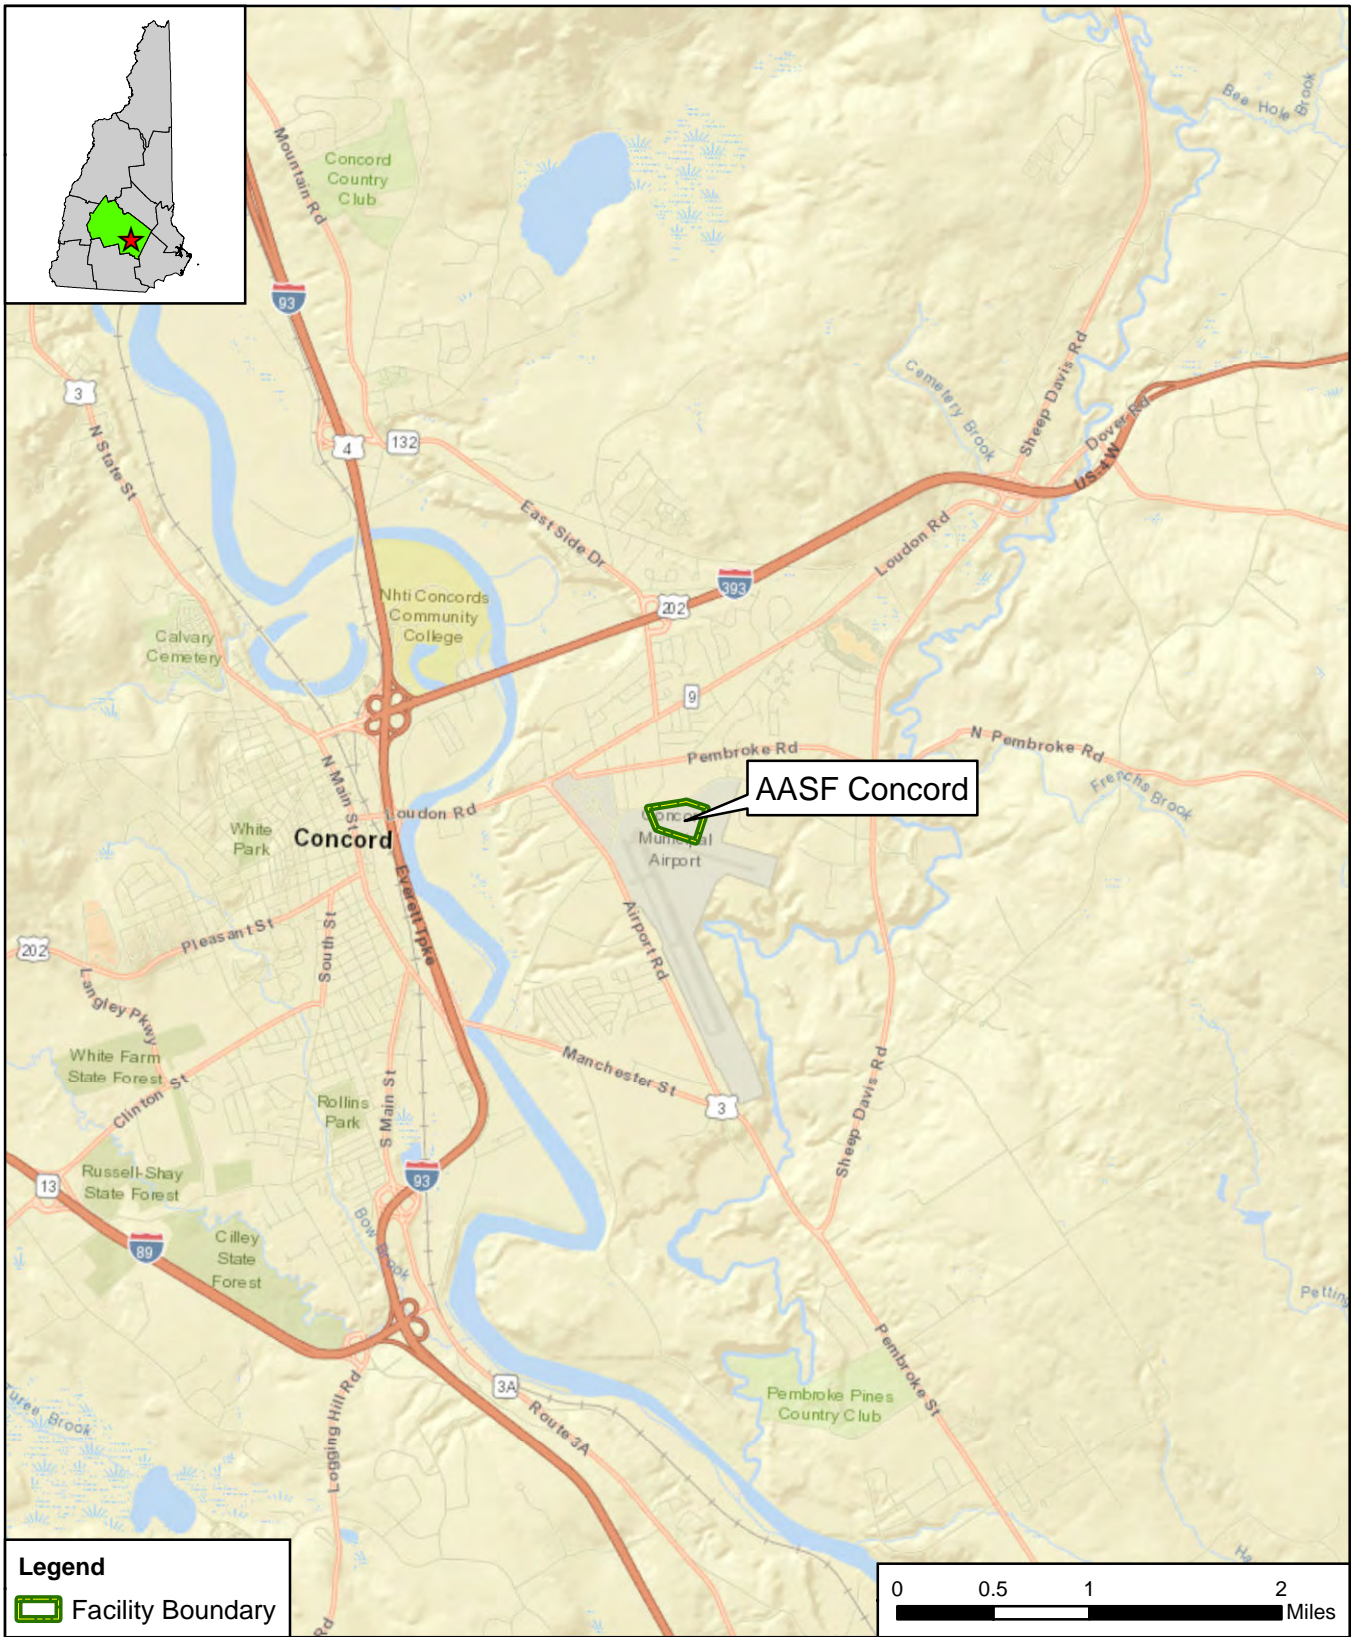 Bee Hole Brook
Mountain Rd
Concord
Country
Club
93
3
N State St
4
132
East Side Dr
Cemetery Brook
Sheep Davis Rd
Dover Rd
US-4 W
Loudon Rd
393
202
Nhti Concords
Community
College
Calvary
Cemetery
9
N Pembroke Rd
Pembroke Rd
Frenchs Brook
N Main St
Loudon Rd
AASF Concord
Municipal
Airport
White
Park
Concord
Everett Tpke
202
Pleasant St
South St
Airport Rd
Langley Pkwy
White Farm
State Forest
Clinton St
Manchester St
3
Rollins
Park
S Main St
Sheep Davis Rd
Russell-Shay
State Forest
13
93
89
Cilley
State
Forest
Bow Brook
Pembroke St
Pembroke Pines
Country Club
3A
Route 3A
Logging Hill Rd
Brook
Rd
Legend
Facility Boundary
0 0.5 1 2
Miles